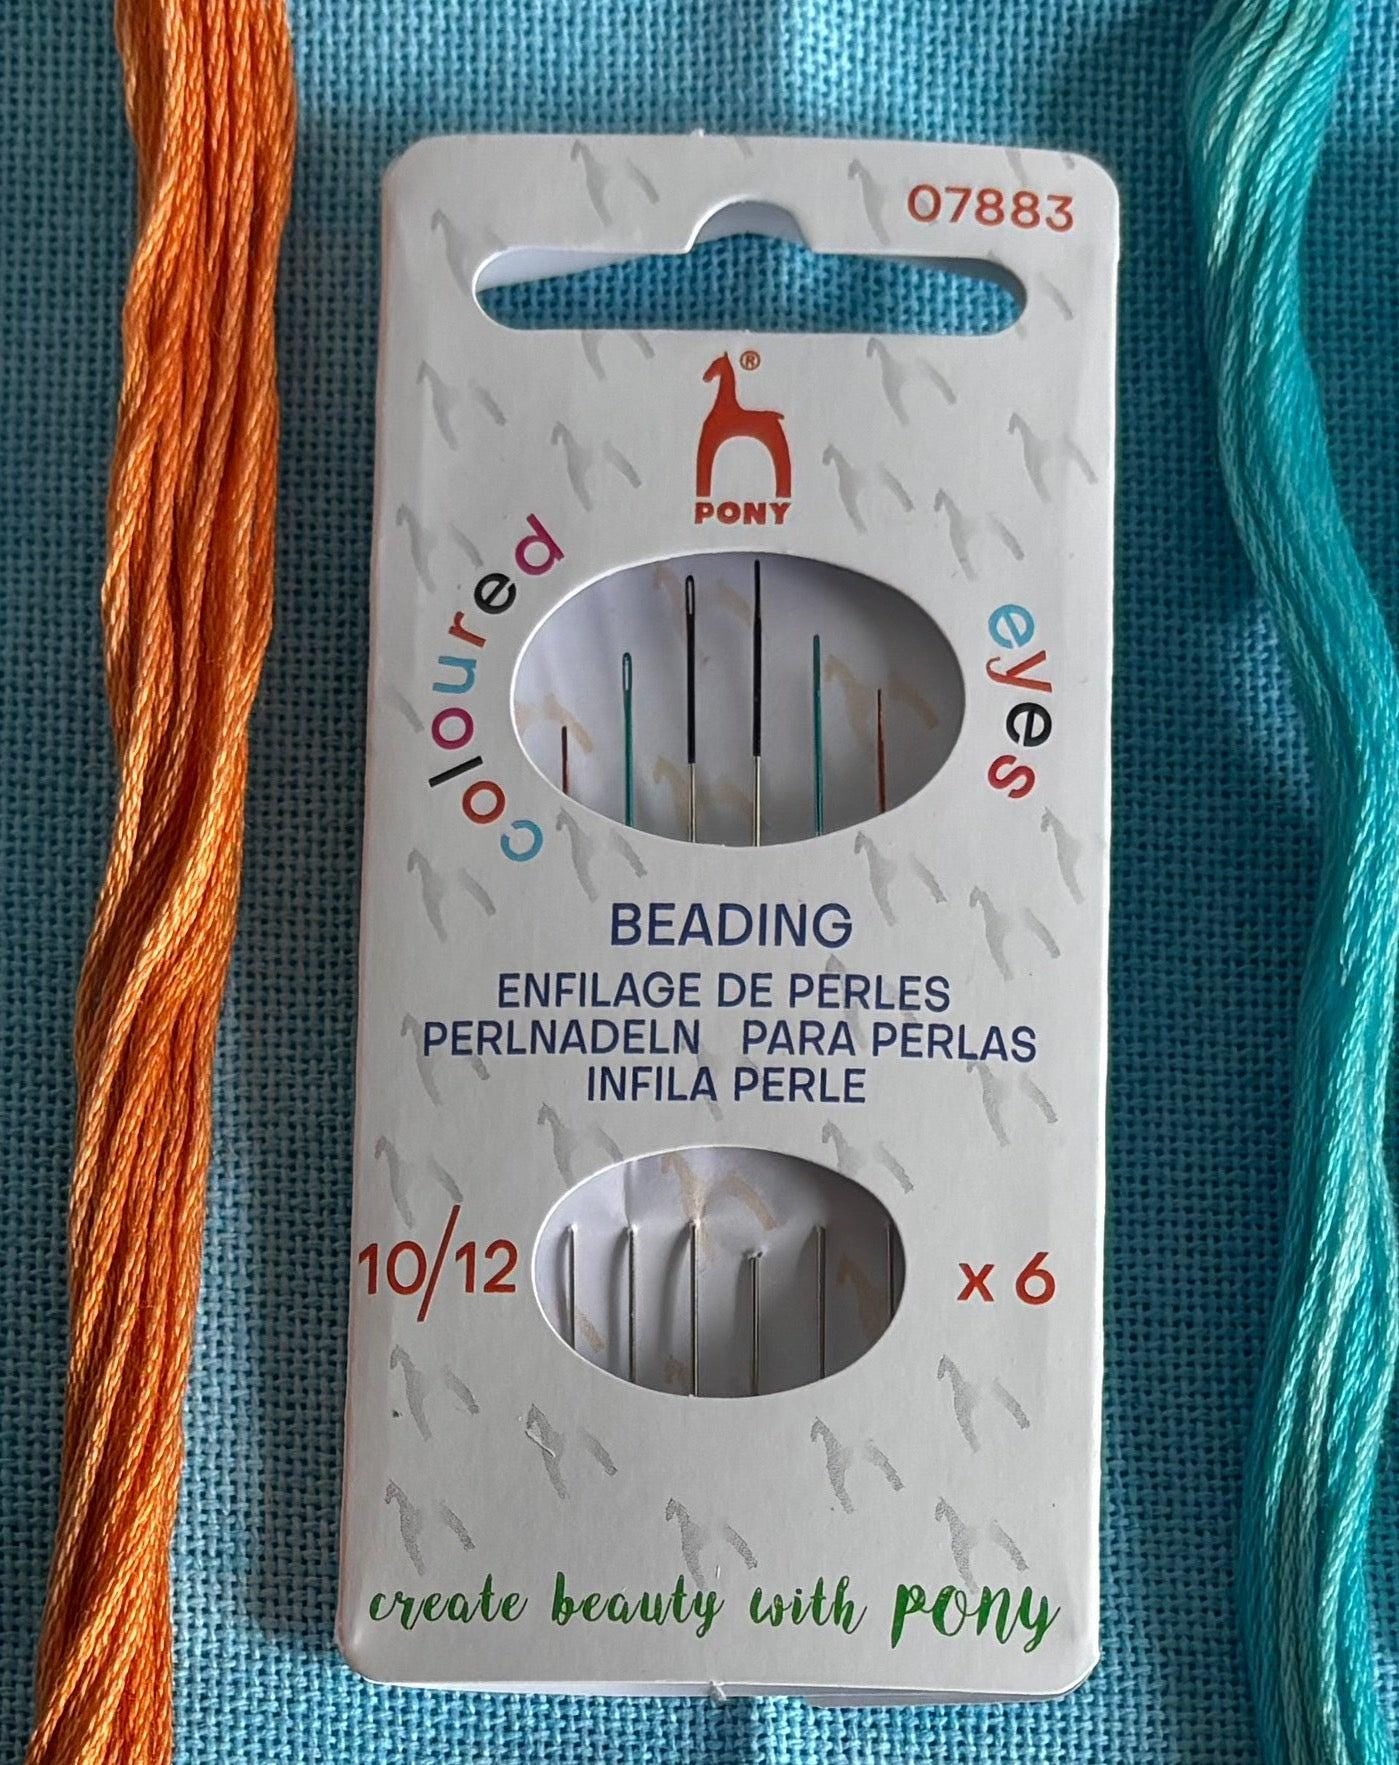 07883
®
PONY
coloured eyes
BEADING
ENFILAGE DE PERLES
PERLNADELN PARA PERLAS
INFILA PERLE
10/12 x 6
create beauty with PONY